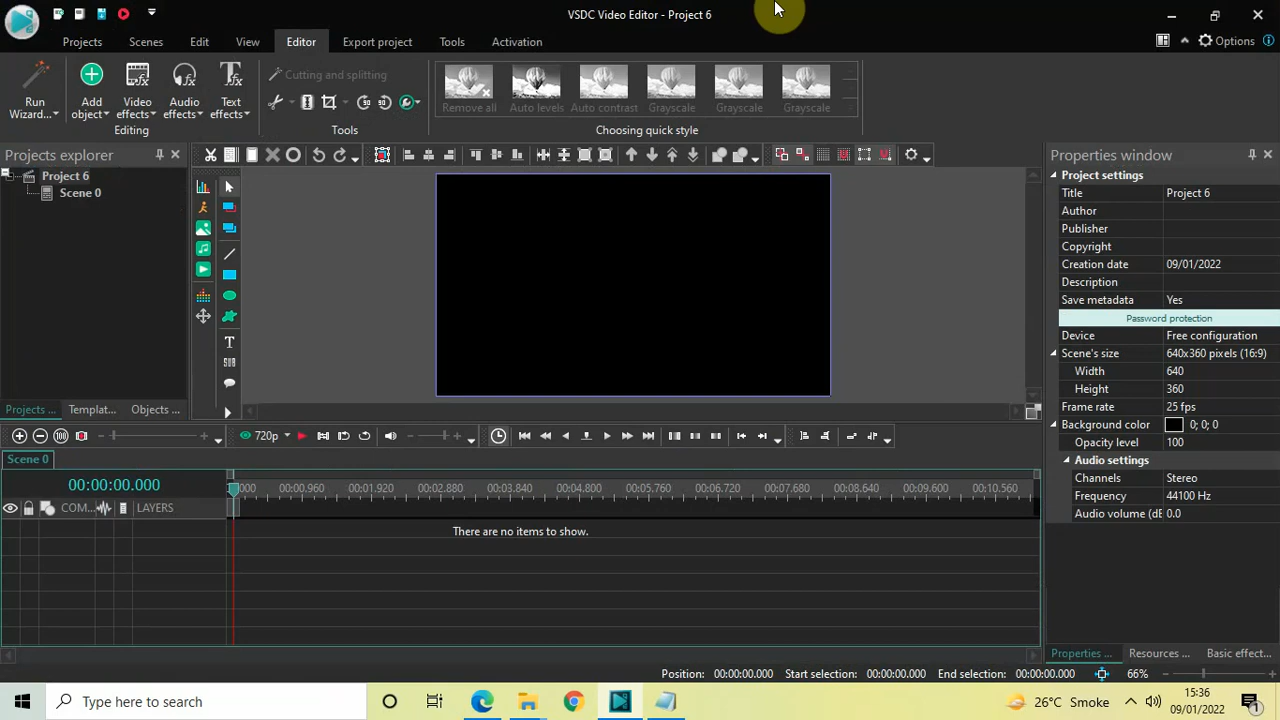 VSDC Video Editor - Project 6
Projects
Scenes
Edit
View
Editor
Export project
Tools
Activation
Options
Run
Wizard...
Add
object
Video
effects
Audio
effects
Text
effects
Editing
Cutting and splitting
Tools
Remove all
Auto levels
Auto contrast
Grayscale
Grayscale
Grayscale
Choosing quick style
Projects explorer
Project 6
Scene 0
Projects ...
Templat...
Objects ...
T
Properties window
Project settings
Title Project 6
Author
Publisher
Copyright
Creation date 09/01/2022
Description
Save metadata Yes
Password protection
Device Free configuration
Scene's size 640x360 pixels (16:9)
Width 640
Height 360
Frame rate 25 fps
Background color 0; 0; 0
Opacity level 100
Audio settings
Channels Stereo
Frequency 44100 Hz
Audio volume (dE 0.0
Properties ...
Resources ...
Basic effect...
720p
Scene 0
00:00:00.000
000 00:00.960 00:01.920 00:02.880 00:03.840 00:04.800 00:05.760 00:06.720 00:07.680 00:08.640 00:09.600 00:10.560
COM...
LAYERS
There are no items to show.
Position: 00:00:00.000 Start selection: 00:00:00.000 End selection: 00:00:00.000 66%
Type here to search
26°C Smoke
15:36
09/01/2022
1